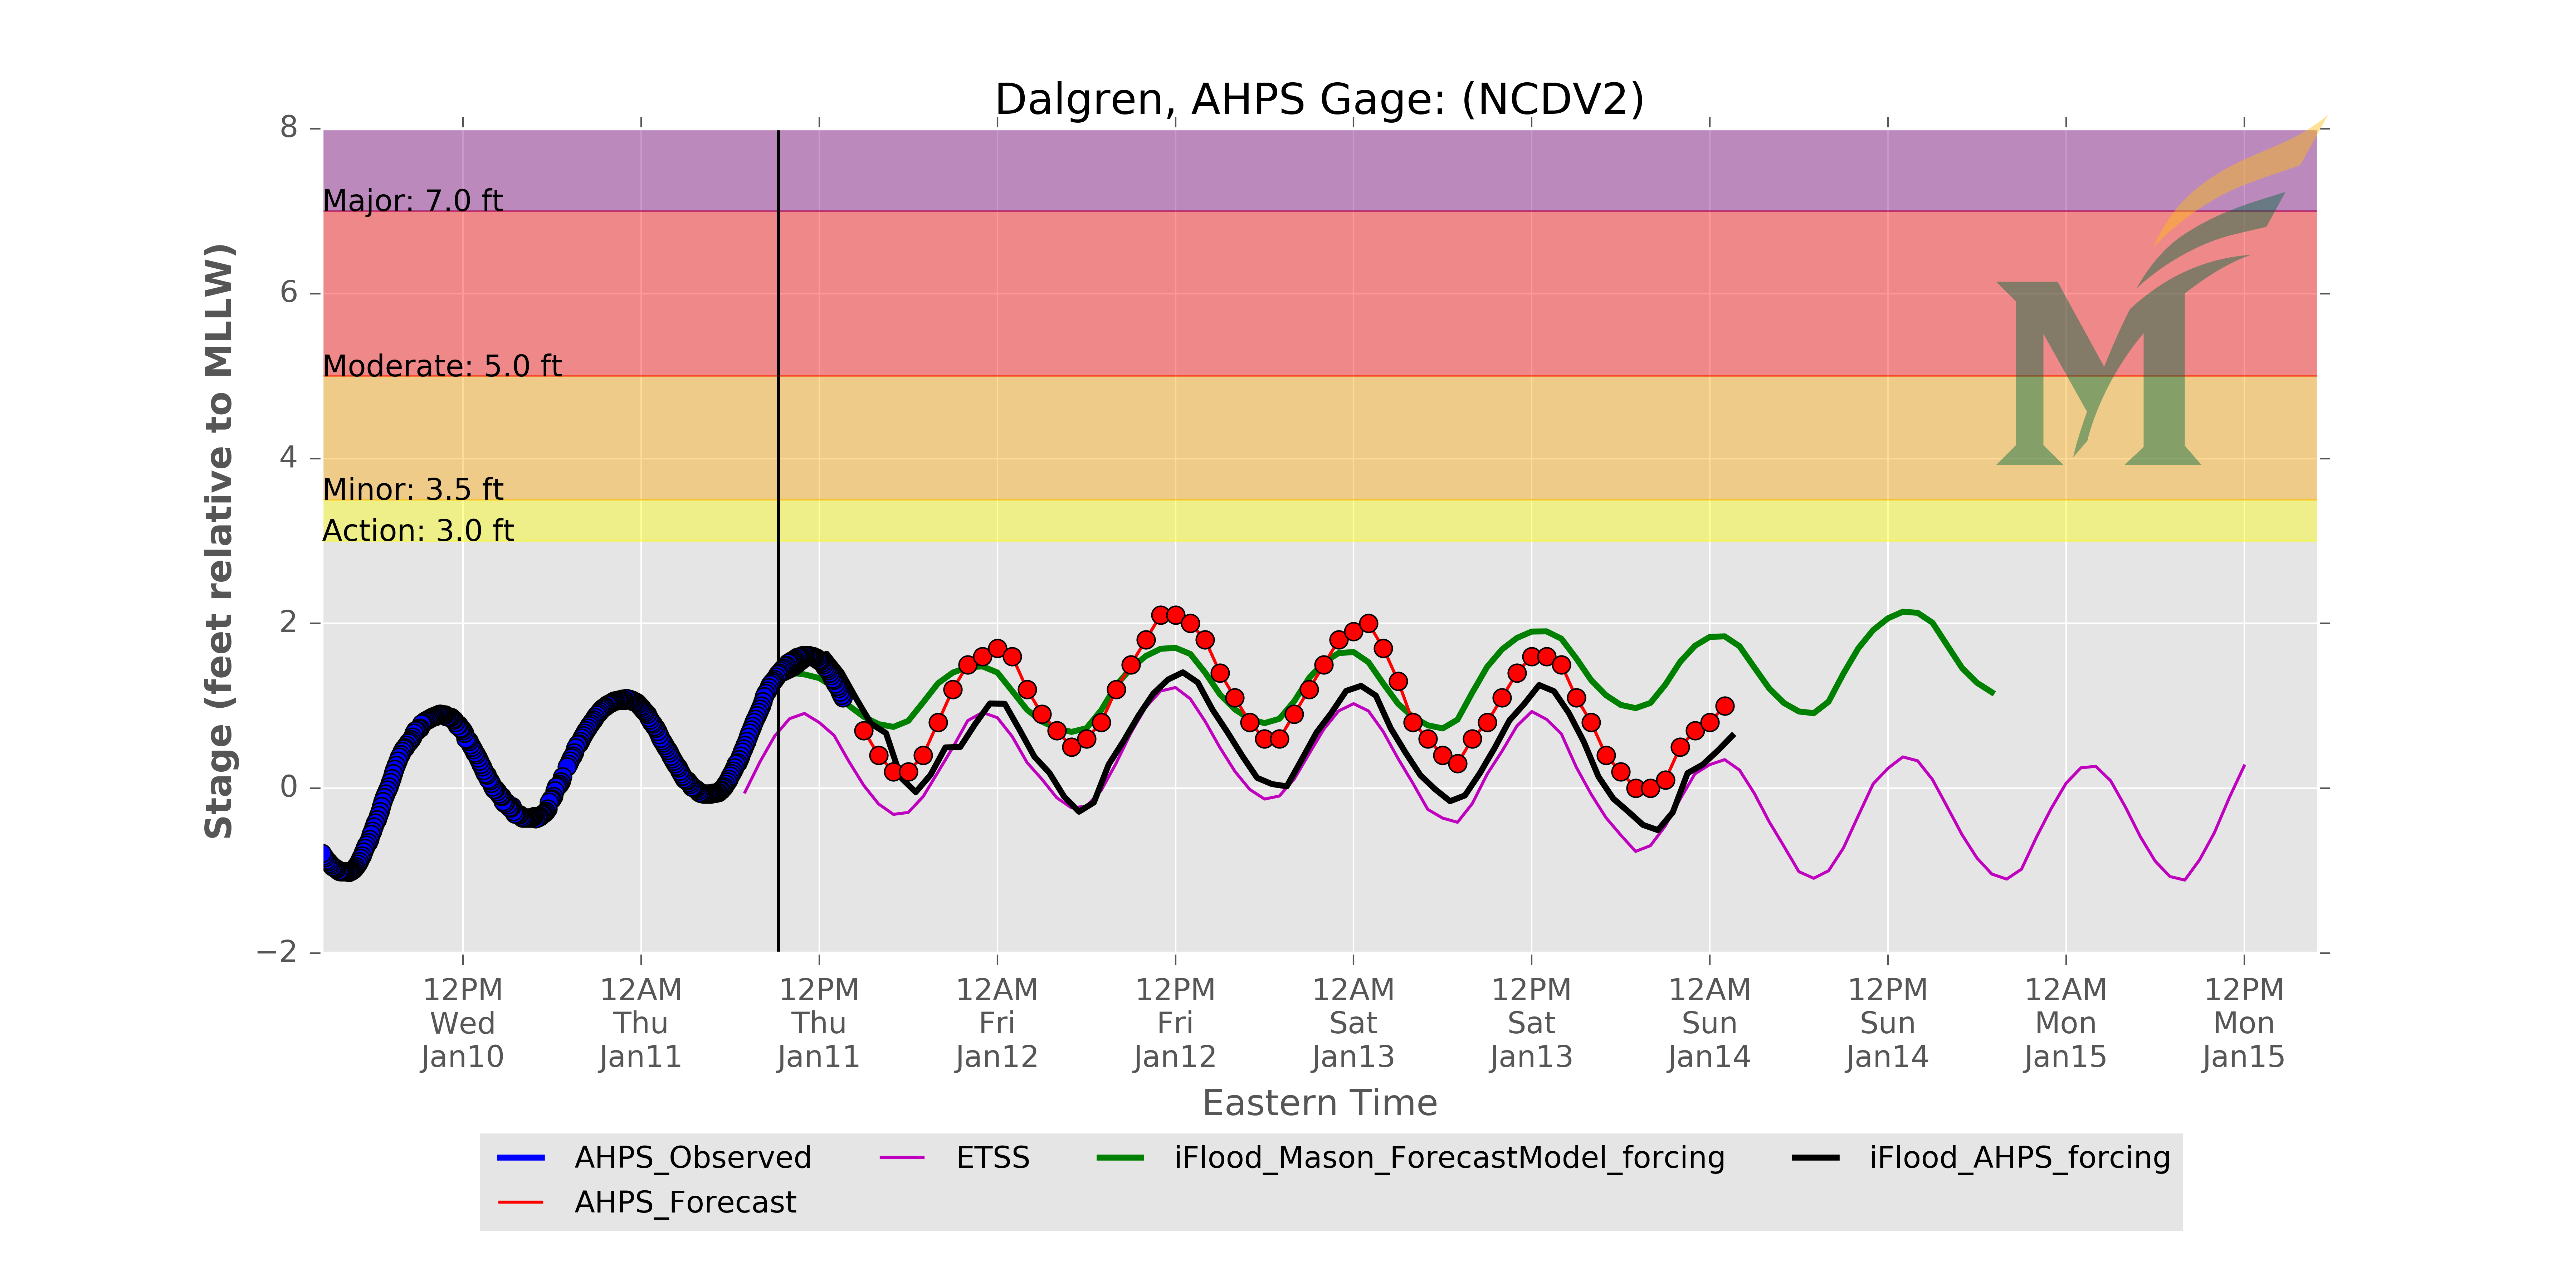 Dalgren, AHPS Gage: (NCDV2)
8
Major: 7.0 ft
6
Moderate: 5.0 ft
4
Minor: 3.5 ft
Action: 3.0 ft
2
0
−2
Stage (feet relative to MLLW)
12PM 12AM 12PM 12AM 12PM 12AM 12PM 12AM 12PM 12AM 12PM
Wed Thu Thu Fri Fri Sat Sat Sun Sun Mon Mon
Jan10 Jan11 Jan11 Jan12 Jan12 Jan13 Jan13 Jan14 Jan14 Jan15 Jan15
Eastern Time
AHPS_Observed ETSS iFlood_Mason_ForecastModel_forcing iFlood_AHPS_forcing
AHPS_Forecast
M